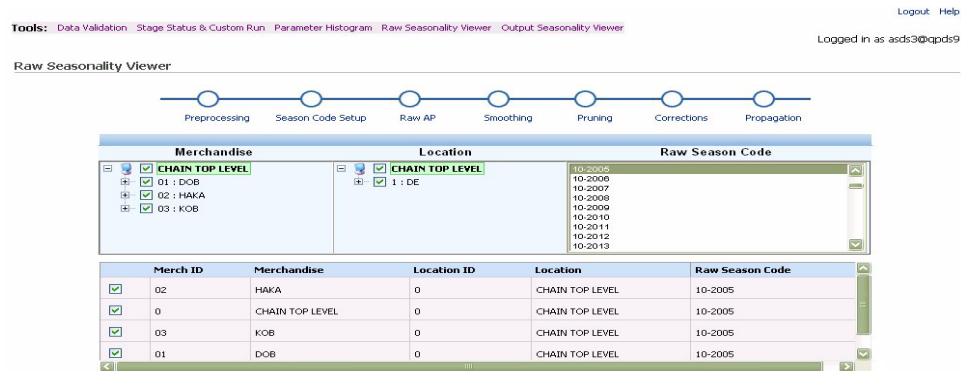 Logout Help
Tools: Data Validation Stage Status & Custom Run Parameter Histogram Raw Seasonality Viewer Output Seasonality Viewer
Logged in as asds3@qpds9
Raw Seasonality Viewer
Preprocessing Season Code Setup Raw AP Smoothing Pruning Corrections Propagation
Merchandise Location Raw Season Code
CHAIN TOP LEVEL CHAIN TOP LEVEL 10-2005
01 : DOB 1 : DE 10-2006
10-2007
02 : HAKA 10-2008
03 : KOB 10-2009
10-2010
10-2011
10-2012
10-2013
Merch ID Merchandise Location ID Location Raw Season Code
02 HAKA 0 CHAIN TOP LEVEL 10-2005
0 CHAIN TOP LEVEL 0 CHAIN TOP LEVEL 10-2005
03 KOB 0 CHAIN TOP LEVEL 10-2005
01 DOB 0 CHAIN TOP LEVEL 10-2005